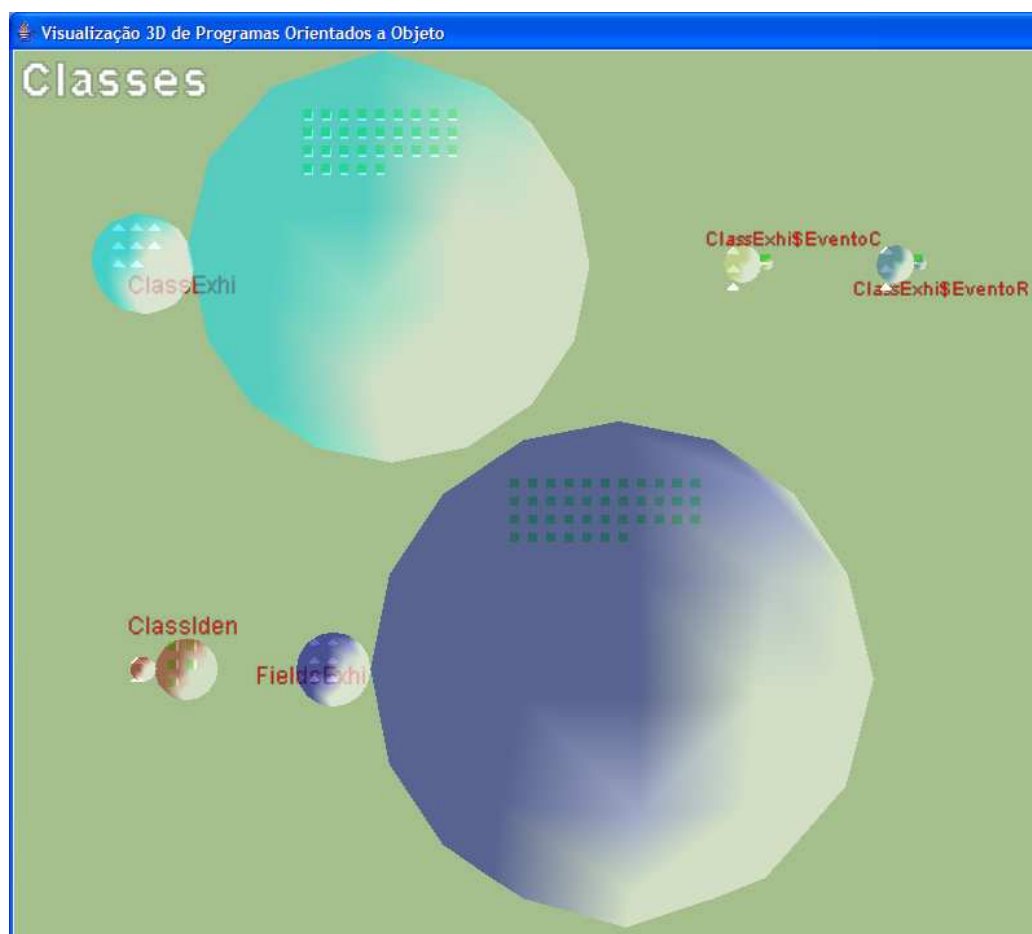 Visualização 3D de Programas Orientados a Objeto
Classes
ClassExhi$EventoC
ClassExhi
ClassExhi$EventoR
ClassIden
FieldsExhi